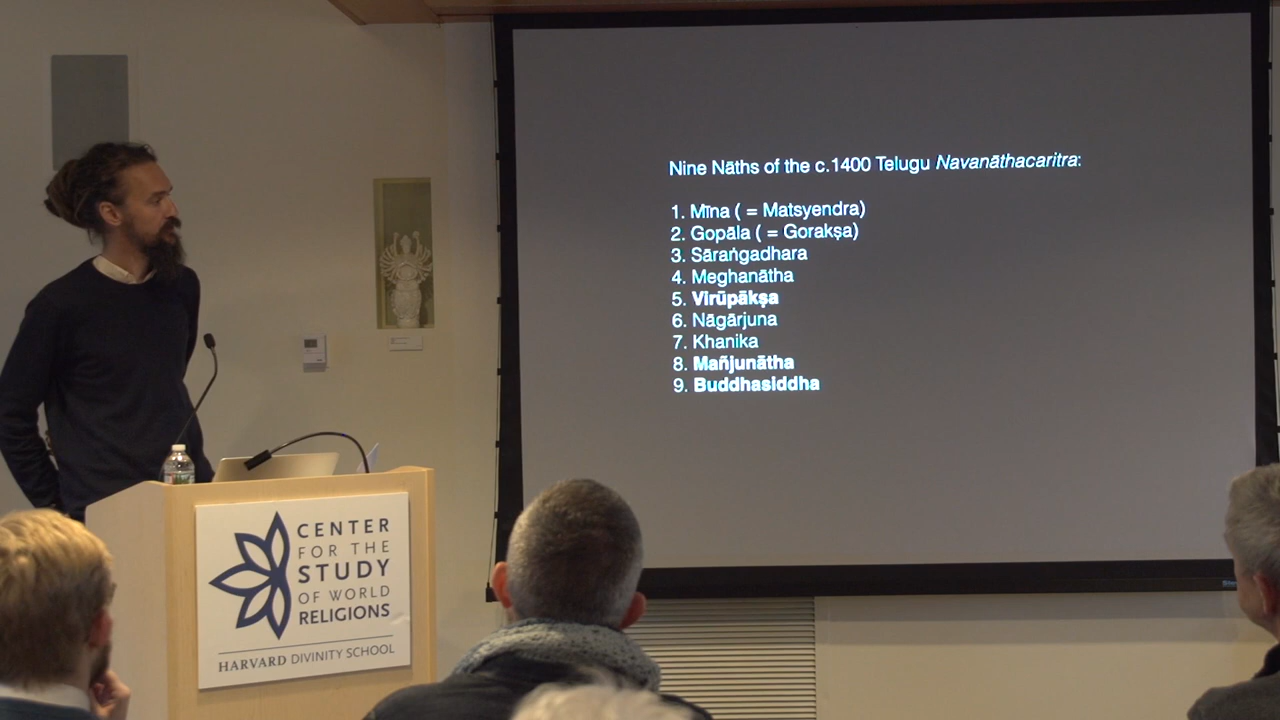 Nine Nāths of the c.1400 Telugu Navanāthacaritra:
1. Mīna ( = Matsyendra)
2. Gopāla ( = Gorakṣa)
3. Sāraṅgadhara
4. Meghanātha
5. Virūpākṣa
6. Nāgārjuna
7. Khanika
8. Mañjunātha
9. Buddhasiddha
CENTER
FOR THE
STUDY
OF WORLD
RELIGIONS
HARVARD DIVINITY SCHOOL